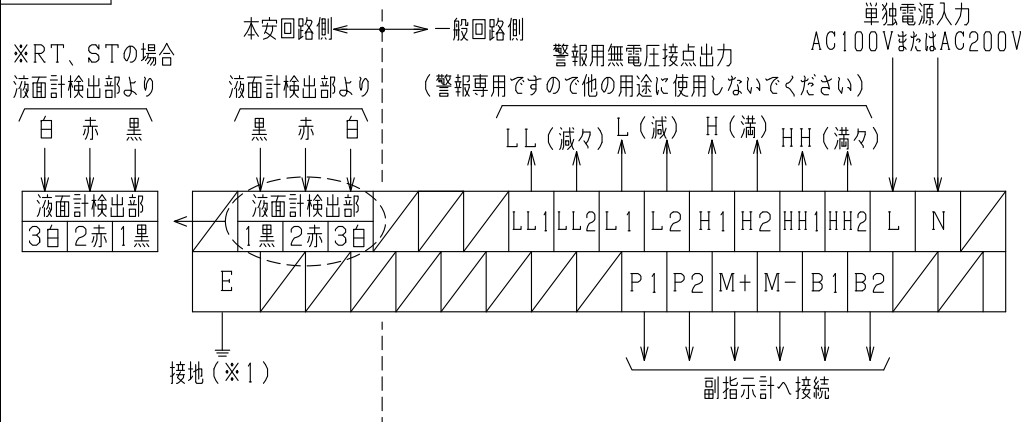 本安回路側 一般回路側
単独電源入力
AC100VまたはAC200V
※RT、STの場合
液面計検出部より
白 赤 黒
液面計検出部
3白 2赤 1黒
液面計検出部より
黒 赤 白
液面計検出部
1黒 2赤 3白
警報用無電圧接点出力
(警報専用ですので他の用途に使用しないでください)
LL(減々) L(減) H(満) HH(満々)
LL1 LL2 L1 L2 H1 H2 HH1 HH2 L N
E P1 P2 M+ M- B1 B2
接地(※1)
副指示計へ接続